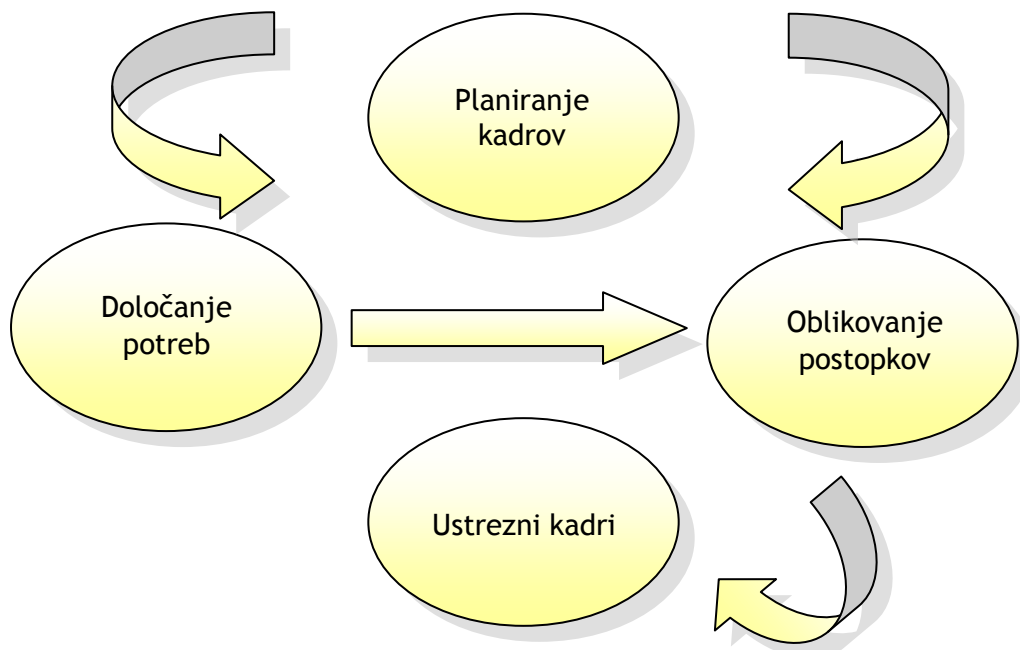 Planiranje
kadrov
Določanje
potreb
Oblikovanje
postopkov
Ustrezni kadri